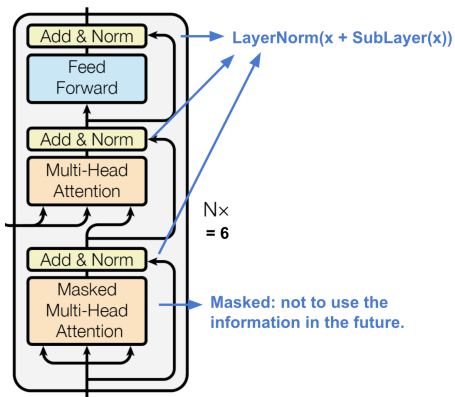 Add & Norm
LayerNorm(x + SubLayer(x))
Feed
Forward
Add & Norm
Multi-Head
Attention
N×
= 6
Add & Norm
Masked
Multi-Head
Attention
Masked: not to use the
information in the future.